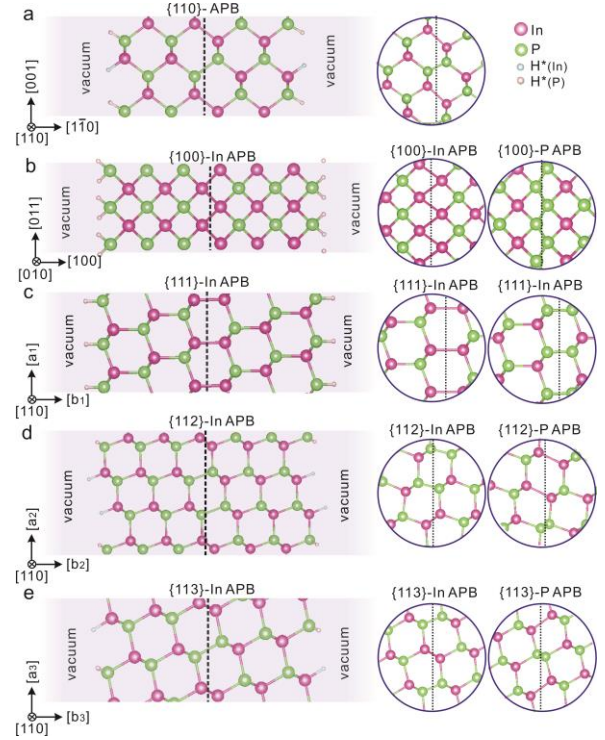 a
{110}- APB
vacuum
vacuum
[001]
[110]
[11̄0]
In
P
H*(In)
H*(P)
b
{100}-In APB
{100}-In APB
{100}-P APB
vacuum
vacuum
[011]
[010]
[100]
c
{111}-In APB
{111}-In APB
{111}-In APB
vacuum
vacuum
[a1]
[110]
[b1]
d
{112}-In APB
{112}-In APB
{112}-P APB
vacuum
vacuum
[a2]
[110]
[b2]
e
{113}-In APB
{113}-In APB
{113}-P APB
vacuum
vacuum
[a3]
[110]
[b3]